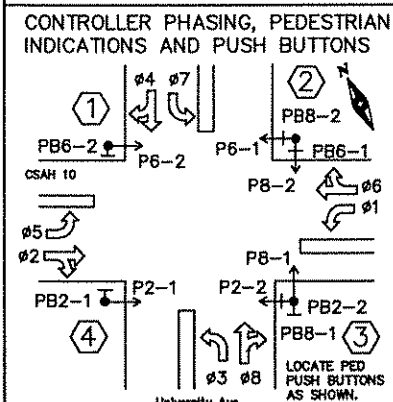 CONTROLLER PHASING, PEDESTRIAN
INDICATIONS AND PUSH BUTTONS
ø4 ø7
1
2
N
PB8-2
PB6-2
P6-1
PB6-1
P6-2
CSAH 10
P8-2
ø6
ø1
ø5
ø2
P8-1
P2-1
P2-2
PB2-1
PB2-2
PB8-1
4
3
ø3 ø8
LOCATE PED
PUSH BUTTONS
AS SHOWN.
University Ave